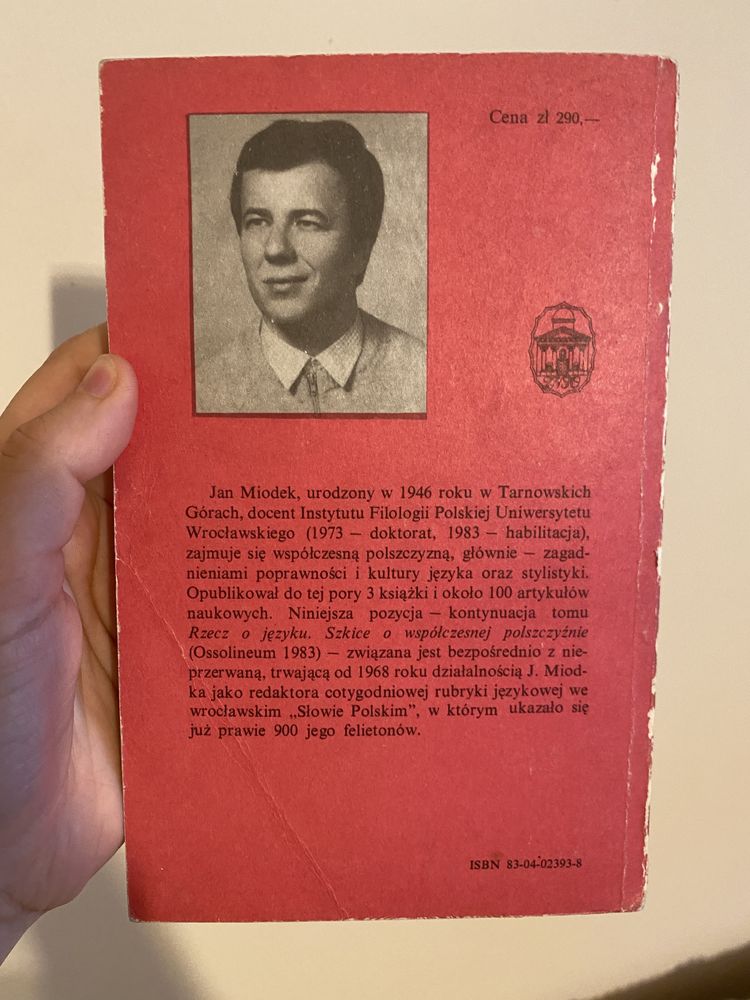 Cena zł 290,—
Jan Miodek, urodzony w 1946 roku w Tarnowskich
Górach, docent Instytutu Filologii Polskiej Uniwersytetu
Wrocławskiego (1973 — doktorat, 1983 — habilitacja),
zajmuje się współczesną polszczyzną, głównie — zagad-
nieniami poprawności i kultury języka oraz stylistyki.
Opublikował do tej pory 3 książki i około 100 artykułów
naukowych. Niniejsza pozycja — kontynuacja tomu
Rzecz o języku. Szkice o współczesnej polszczyźnie
(Ossolineum 1983) — związana jest bezpośrednio z nie-
przerwaną, trwającą od 1968 roku działalnością J. Miod-
ka jako redaktora cotygodniowej rubryki językowej we
wrocławskim „Słowie Polskim”, w którym ukazało się
już prawie 900 jego felietonów.
ISBN 83-04-02393-8